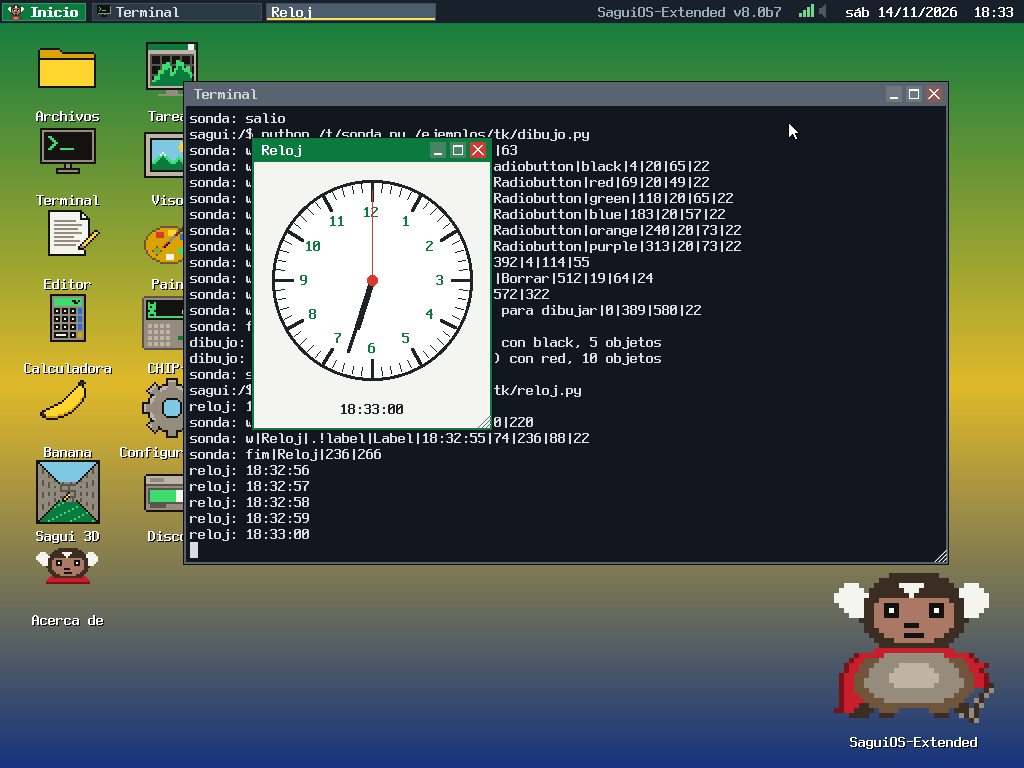 Inicio
Terminal
Reloj
SaguiOS-Extended v8.0b7
sáb 14/11/2026
18:33
Archivos
Terminal
Editor
Calculadora
Banana
Sagui 3D
Acerca de
Terminal
sonda: salio
sagui:/$ python /t/sonda.py /ejemplos/tk/dibujo.py
sonda: |63
sonda: adiobutton|black|4|20|65|22
sonda: Radiobutton|red|69|20|49|22
sonda: Radiobutton|green|118|20|65|22
sonda: Radiobutton|blue|183|20|57|22
sonda: Radiobutton|orange|240|20|73|22
sonda: Radiobutton|purple|313|20|73|22
sonda: 392|4|114|55
sonda: |Borrar|512|19|64|24
sonda: 572|322
sonda: para dibujar|0|389|580|22
sonda: f
dibujo: con black, 5 objetos
dibujo: ) con red, 10 objetos
sonda: s
sagui:/$ tk/reloj.py
reloj: 1
sonda: 0|220
sonda: w|Reloj|.!label|Label|18:32:55|74|236|88|22
sonda: fim|Reloj|236|266
reloj: 18:32:56
reloj: 18:32:57
reloj: 18:32:58
reloj: 18:32:59
reloj: 18:33:00
Reloj
12
1
2
3
4
5
6
7
8
9
10
11
18:33:00
SaguiOS-Extended